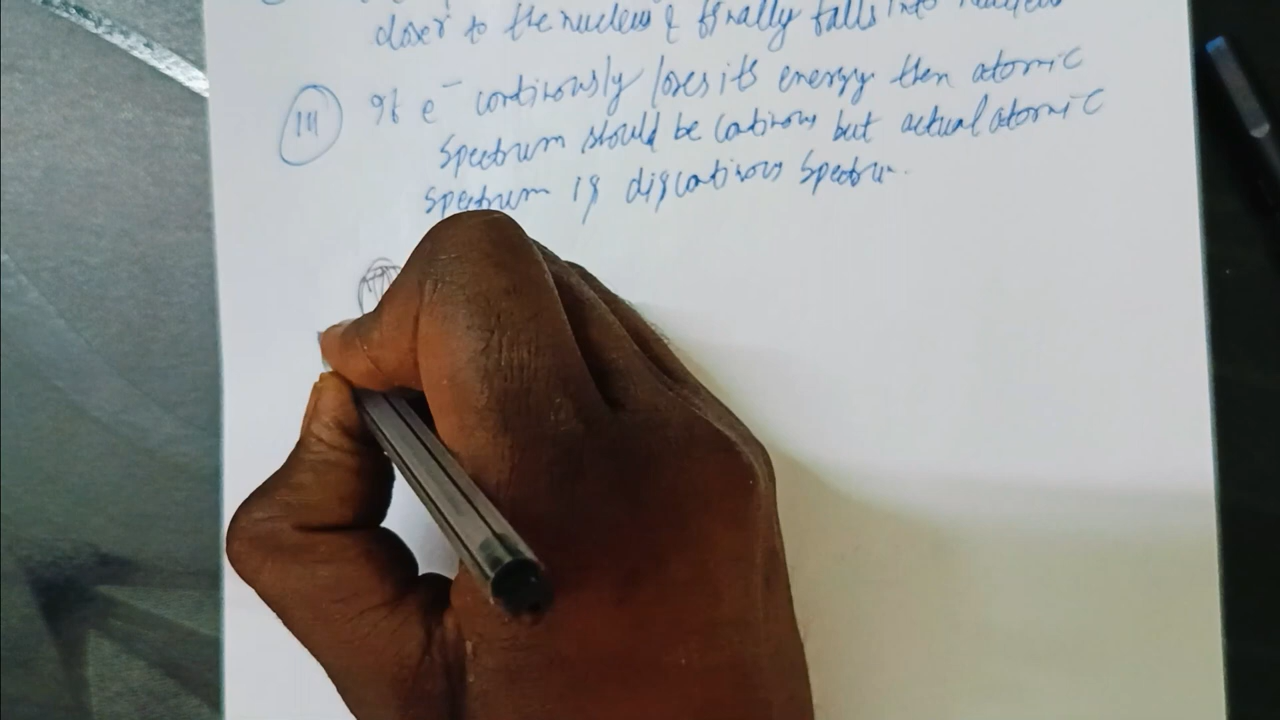 closer to the nucleus & finally falls into nucleus
(III) If e⁻ continously loses its energy then atomic
spectrum should be continous but actual atomic
spectrum is discontinous spectrum.